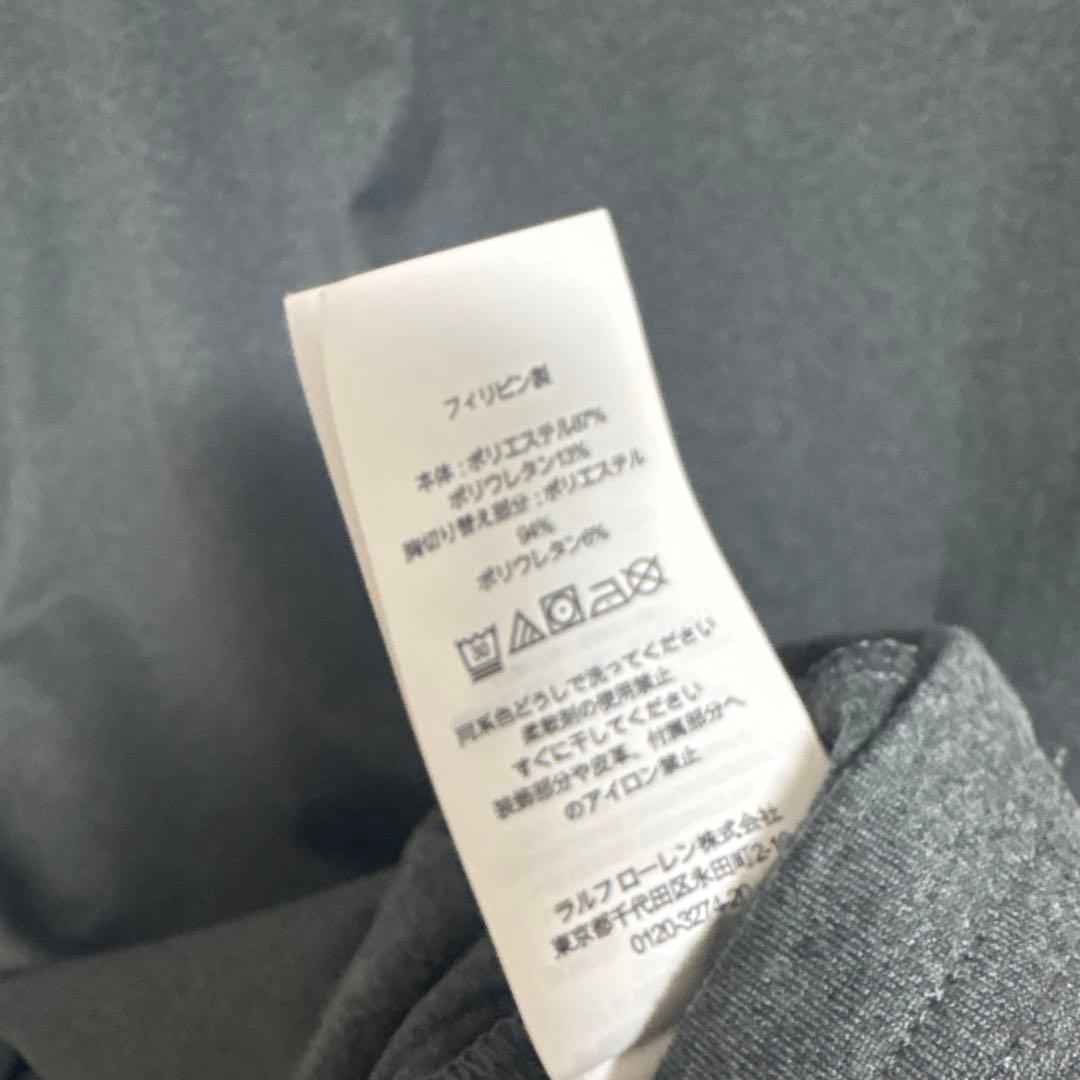 フィリピン製
本体：ポリエステル87%
ポリウレタン13%
胸切り替え部分：ポリエステル
94%
ポリウレタン6%
30
同系色どうしで洗ってください
柔軟剤の使用禁止
すぐに干してください
装飾部分や皮革、付属部分へ
のアイロン禁止
ラルフ ローレン株式会社
東京都千代田区永田町2-10
0120-3274-20